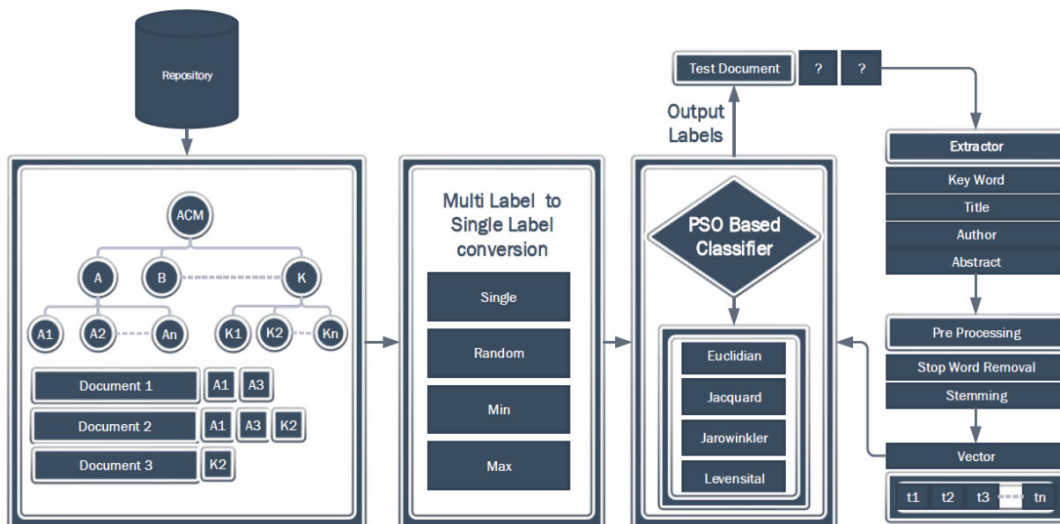 Repository
ACM
A
B
K
A1
A2
An
K1
K2
Kn
Document 1
A1
A3
Document 2
A1
A3
K2
Document 3
K2
Multi Label to
Single Label
conversion
Single
Random
Min
Max
Test Document
?
?
Output
Labels
PSO Based
Classifier
Euclidian
Jacquard
Jarowinkler
Levensital
Extractor
Key Word
Title
Author
Abstract
Pre Processing
Stop Word Removal
Stemming
Vector
t1
t2
t3
tn